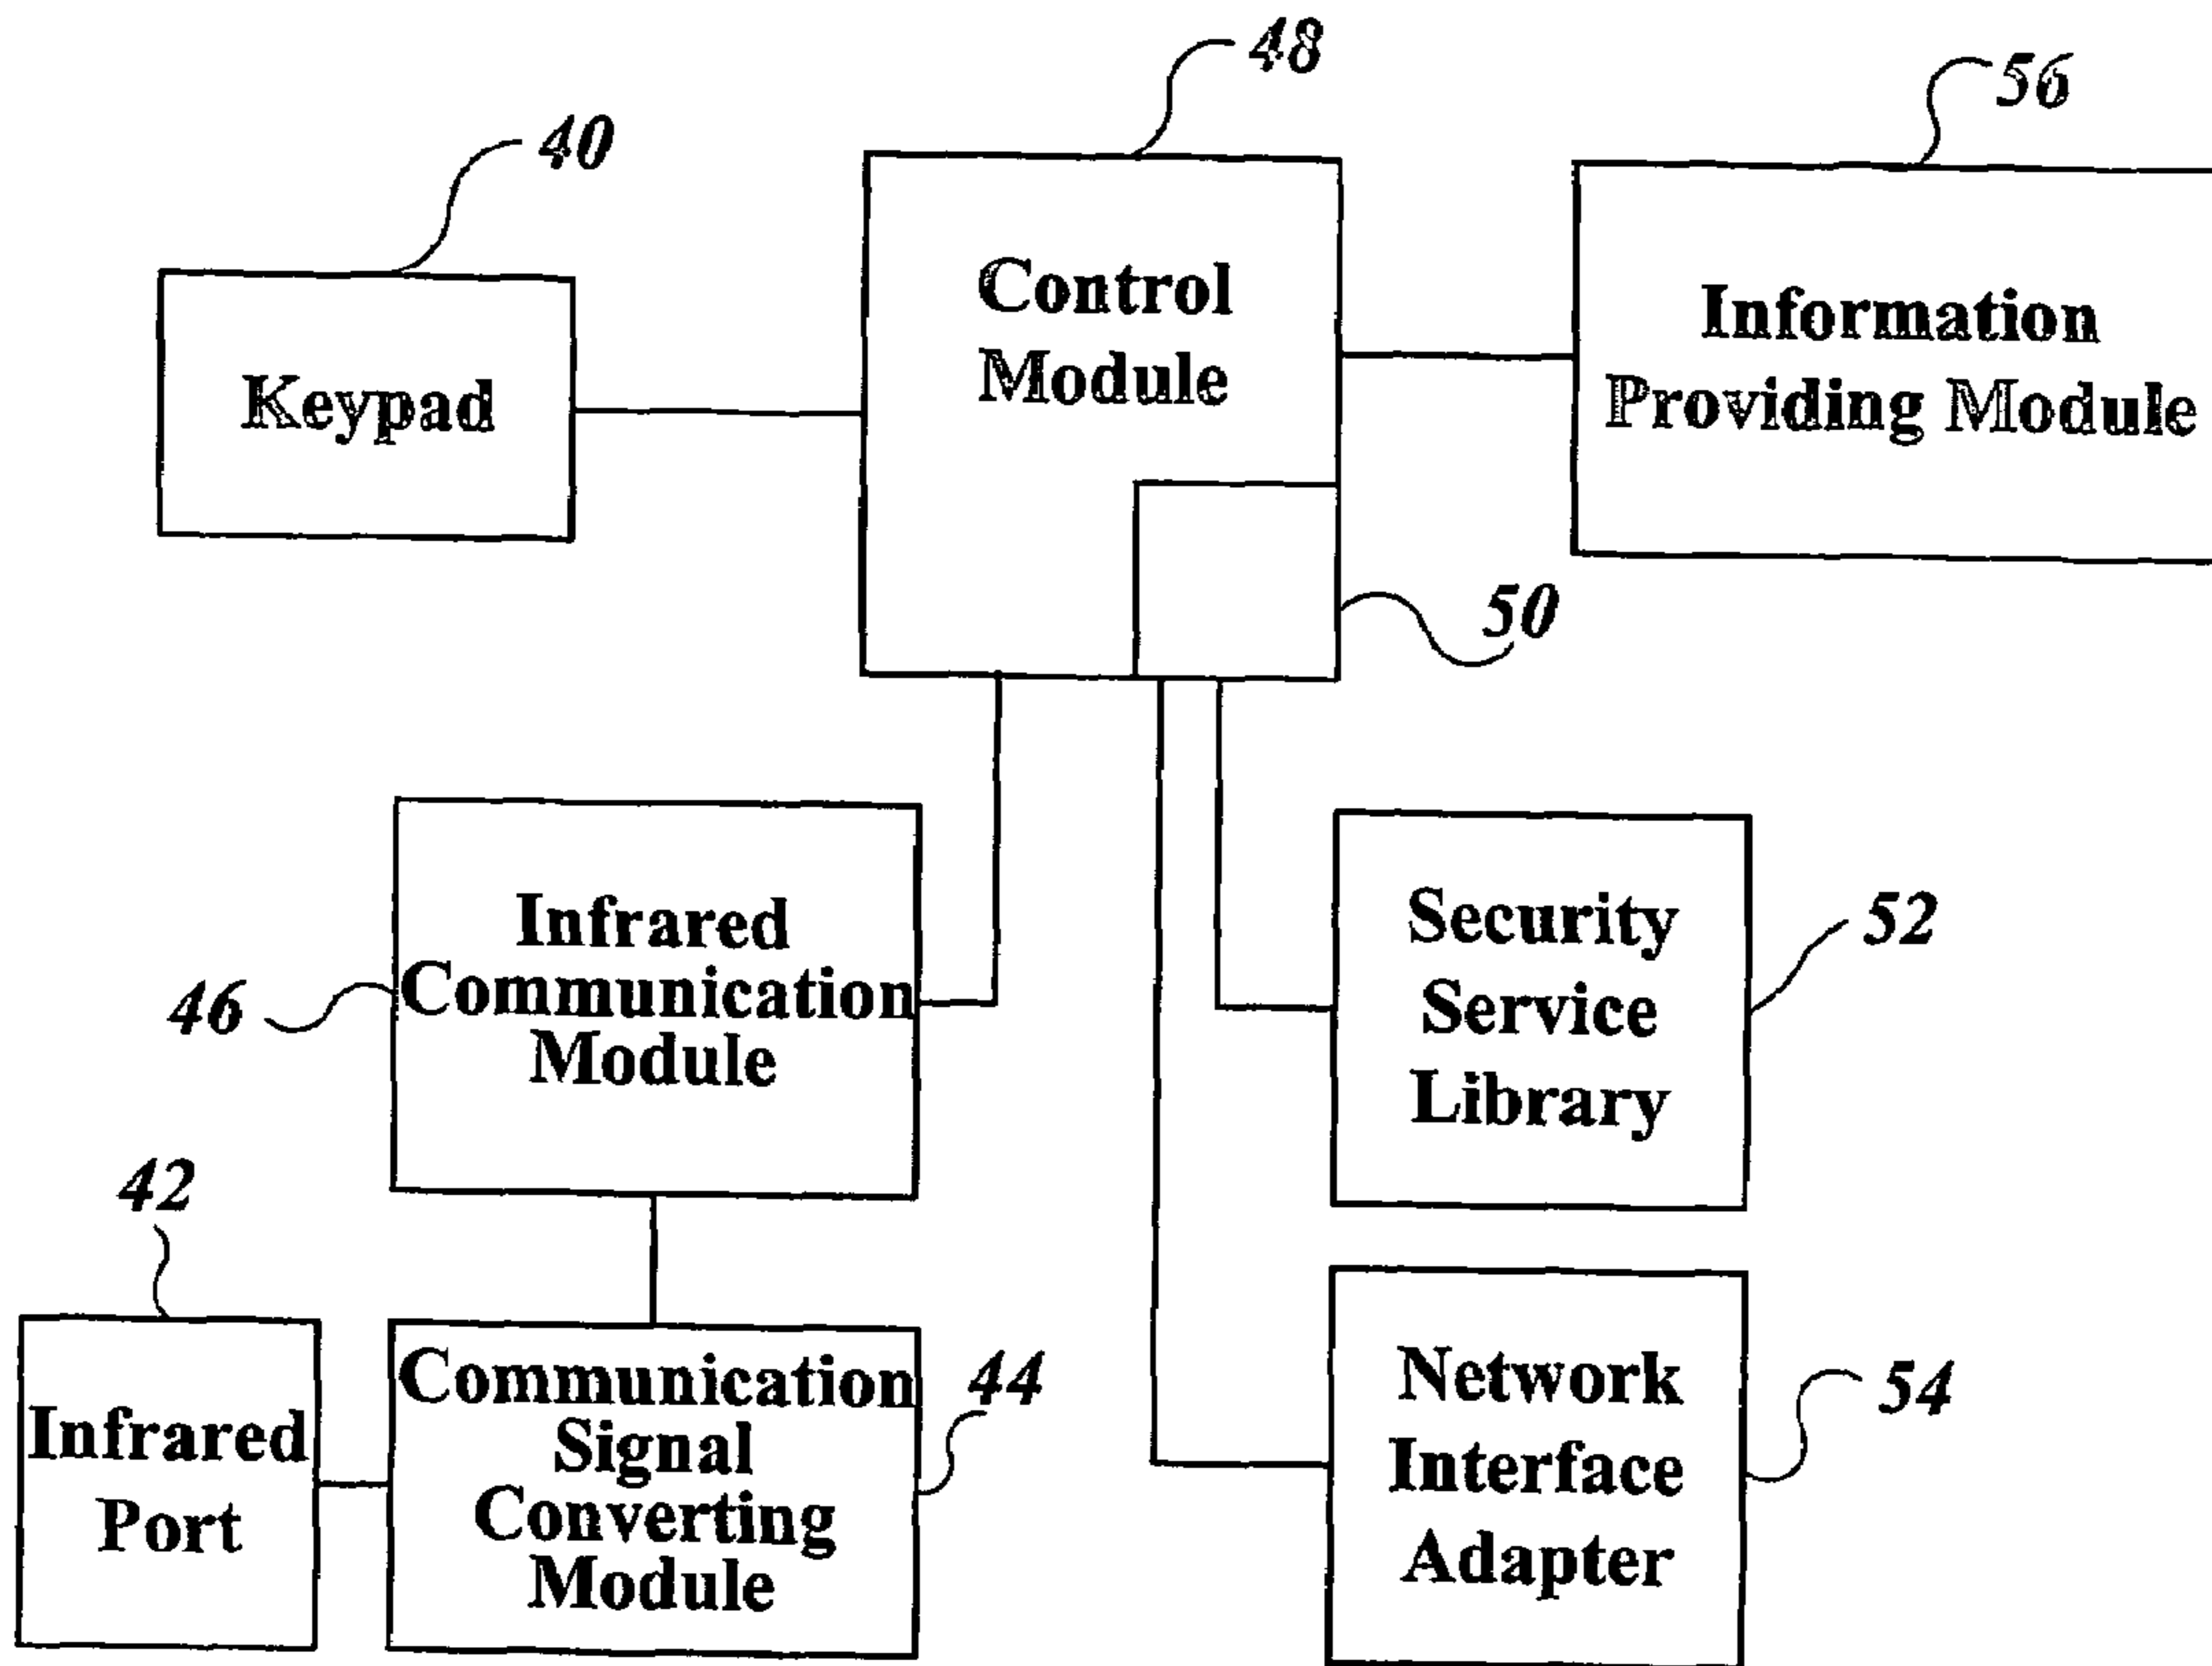 48
56
40
Control
Module
Information
Providing Module
Keypad
50
Infrared
Communication
Module
46
Security
Service
Library
52
42
Infrared
Port
Communication
Signal
Converting
Module
44
Network
Interface
Adapter
54